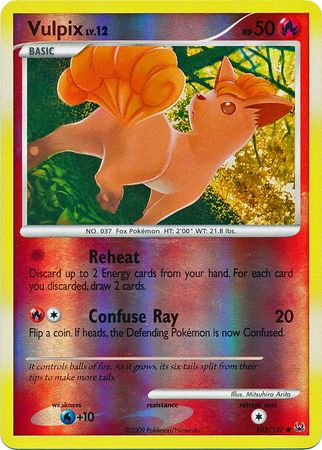 Vulpix LV.12 HP 50
BASIC
NO. 037 Fox Pokémon HT: 2'00" WT: 21.8 lbs.
Reheat
Discard up to 2 Energy cards from your hand. For each card
you discarded, draw 2 cards.
Confuse Ray 20
Flip a coin. If heads, the Defending Pokémon is now Confused.
It controls balls of fire. As it grows, its six tails split from their
tips to make more tails.
Illus. Mitsuhiro Arita
weakness resistance retreat cost
+10
©2009 Pokémon/Nintendo 102/127